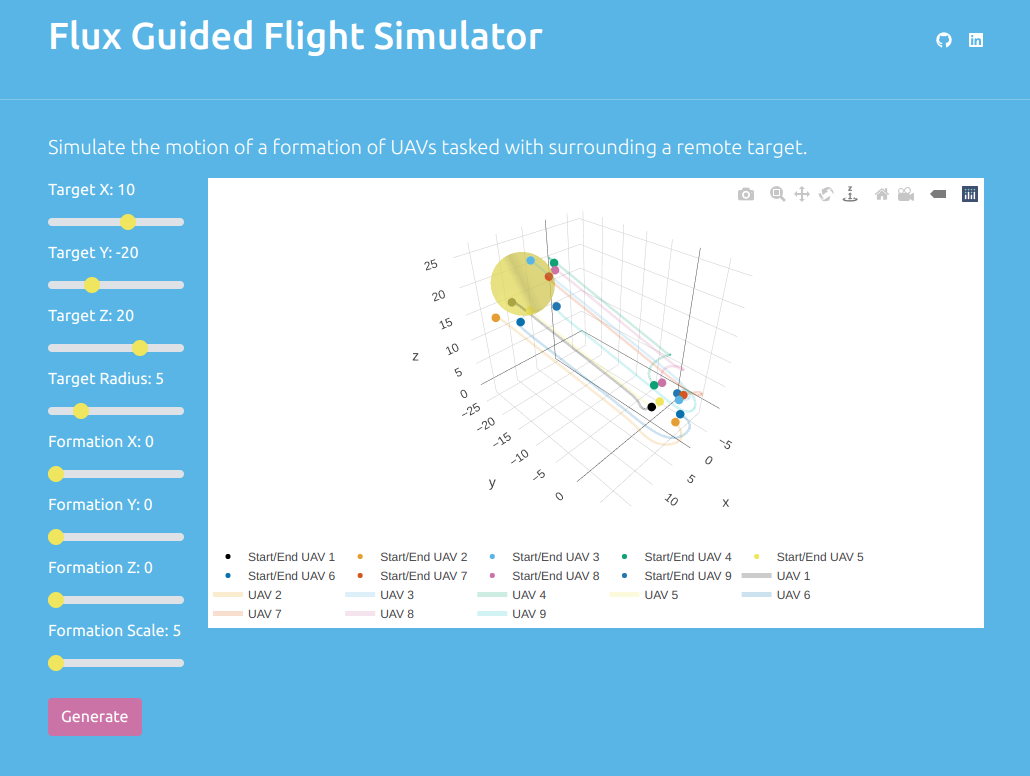 Flux Guided Flight Simulator
Simulate the motion of a formation of UAVs tasked with surrounding a remote target.
Target X: 10
Target Y: -20
Target Z: 20
Target Radius: 5
Formation X: 0
Formation Y: 0
Formation Z: 0
Formation Scale: 5
Generate
z
25
20
15
10
5
0
−25
−20
−15
−10
−5
0
y
−5
0
5
10
x
z
Start/End UAV 1 Start/End UAV 2 Start/End UAV 3 Start/End UAV 4 Start/End UAV 5
Start/End UAV 6 Start/End UAV 7 Start/End UAV 8 Start/End UAV 9 UAV 1
UAV 2 UAV 3 UAV 4 UAV 5 UAV 6
UAV 7 UAV 8 UAV 9